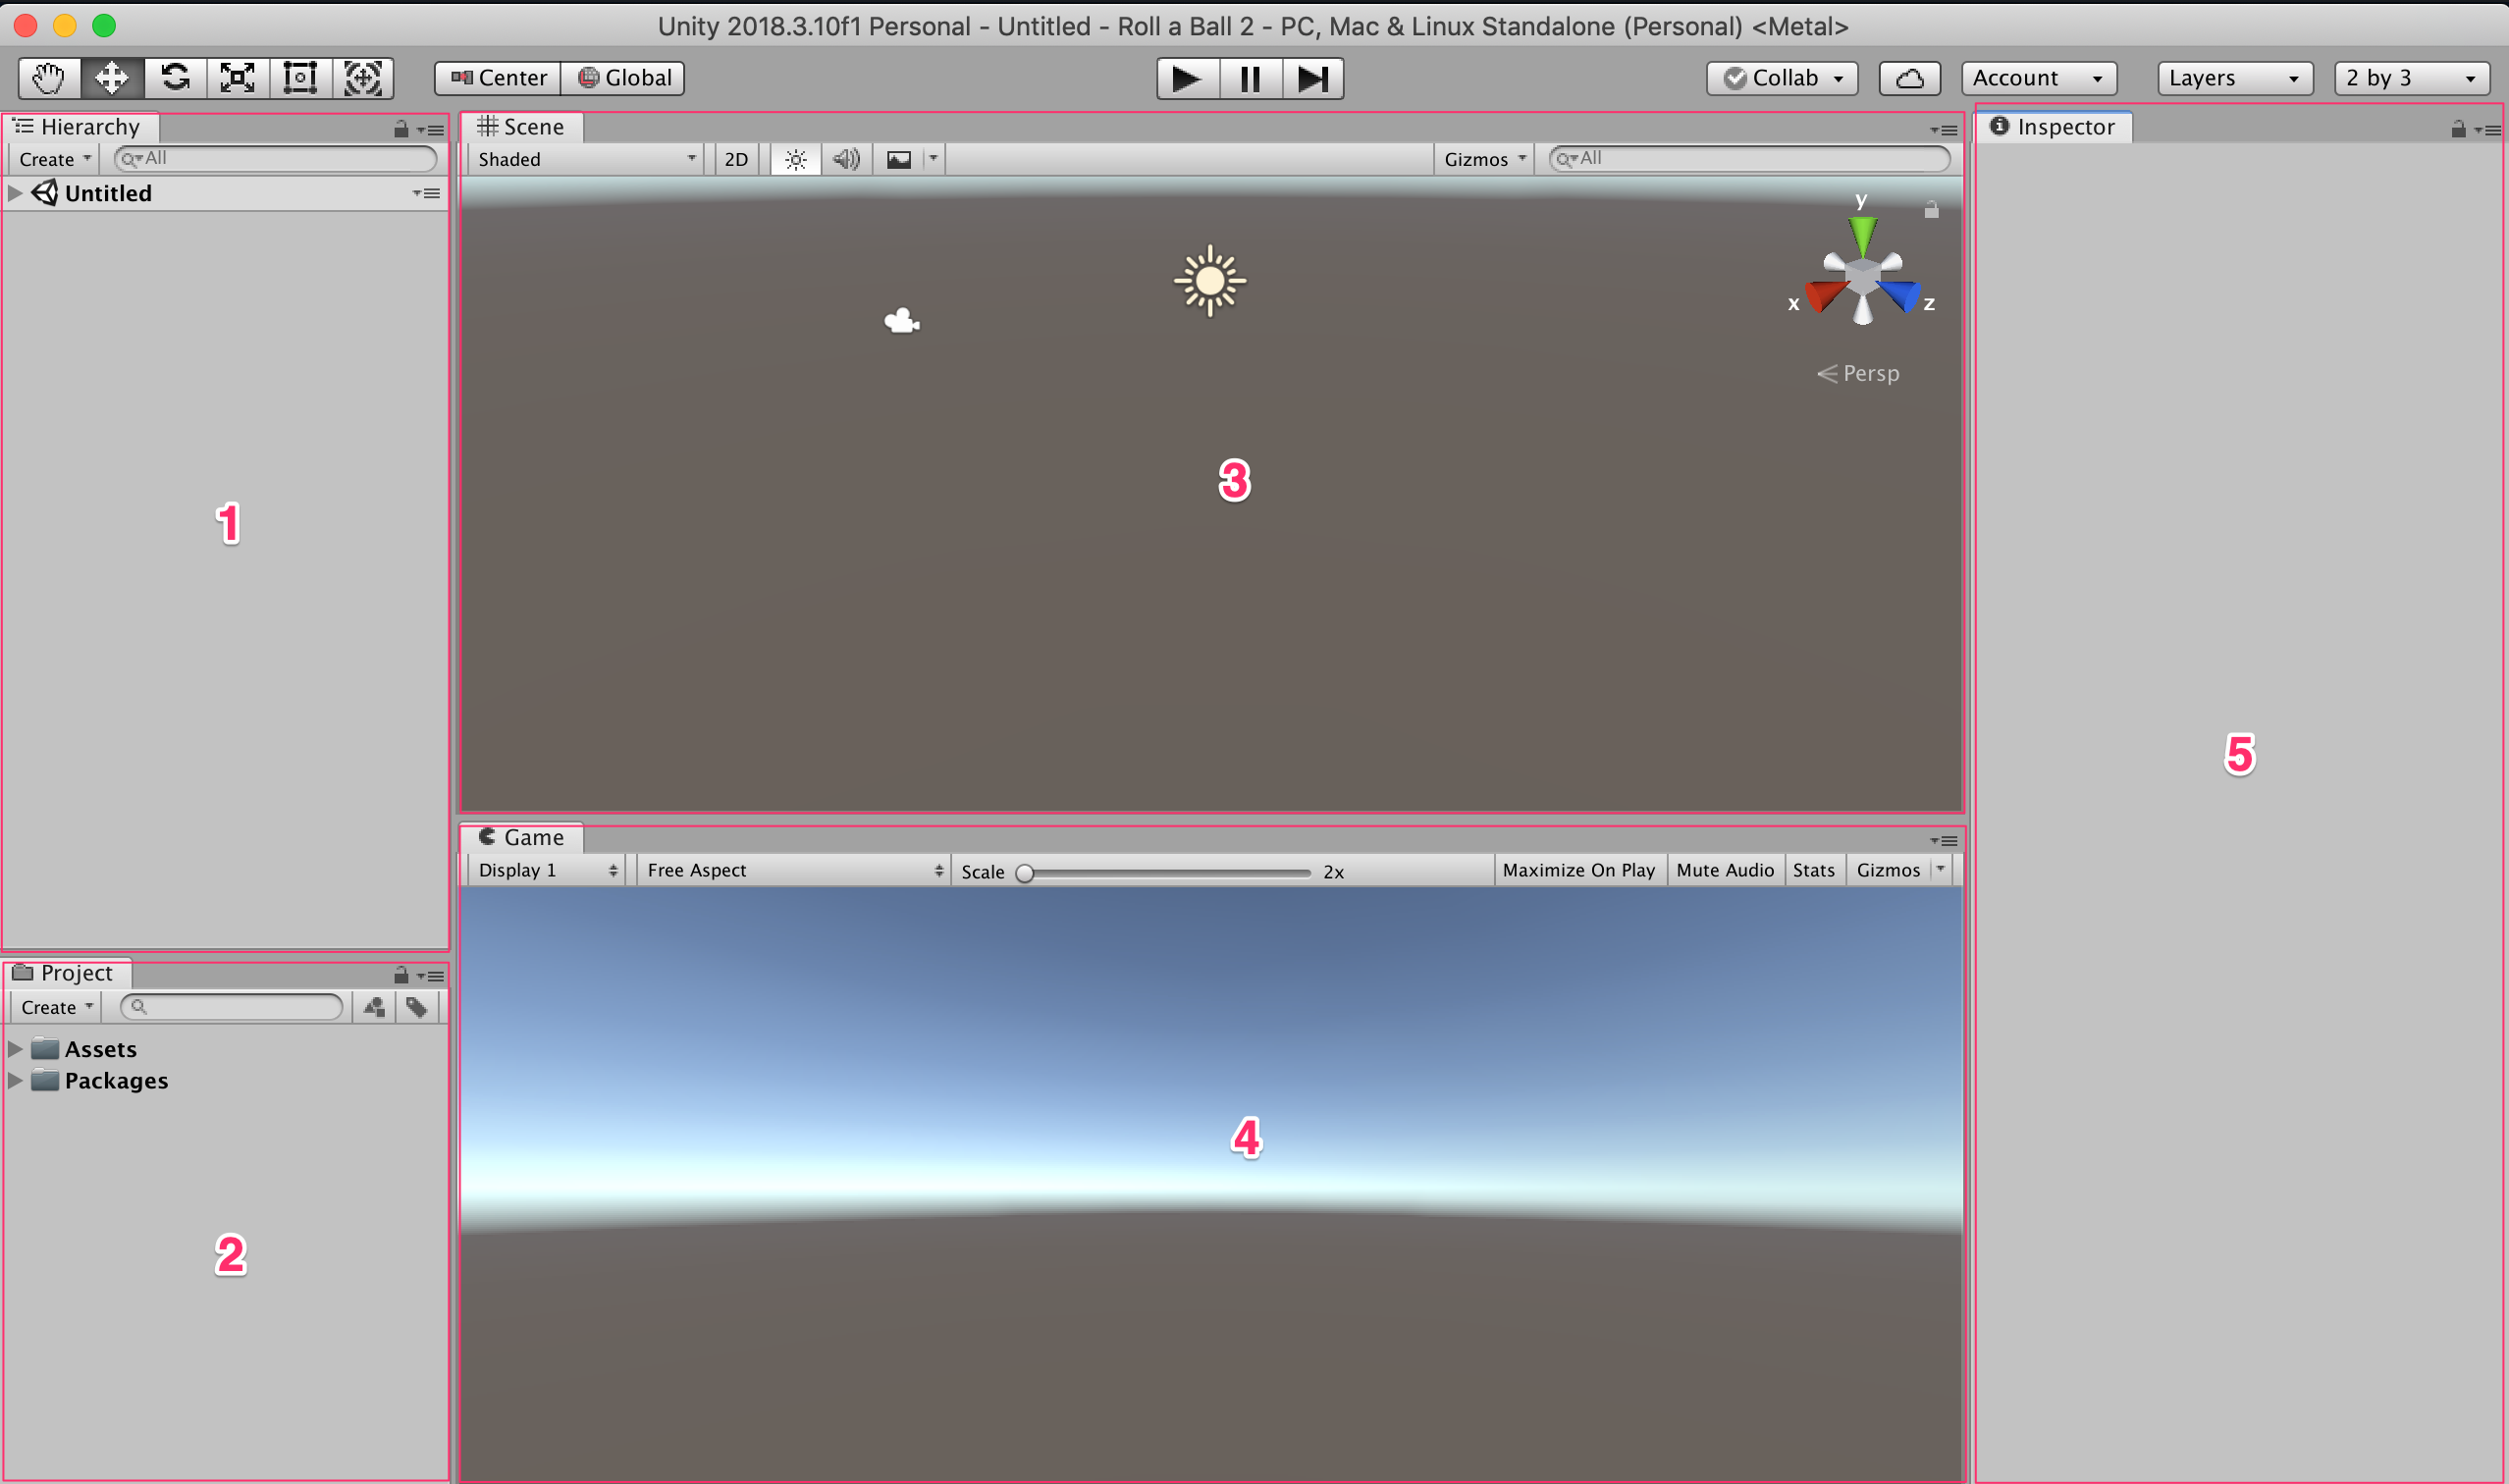 Unity 2018.3.10f1 Personal - Untitled - Roll a Ball 2 - PC, Mac & Linux Standalone (Personal) <Metal>
Center Global Collab Account Layers 2 by 3
Hierarchy
Create All
Untitled
1
Project
Create
Assets
Packages
2
Scene
Shaded 2D Gizmos All
y
x z
Persp
3
Game
Display 1 Free Aspect Scale 2x Maximize On Play Mute Audio Stats Gizmos
4
Inspector
5